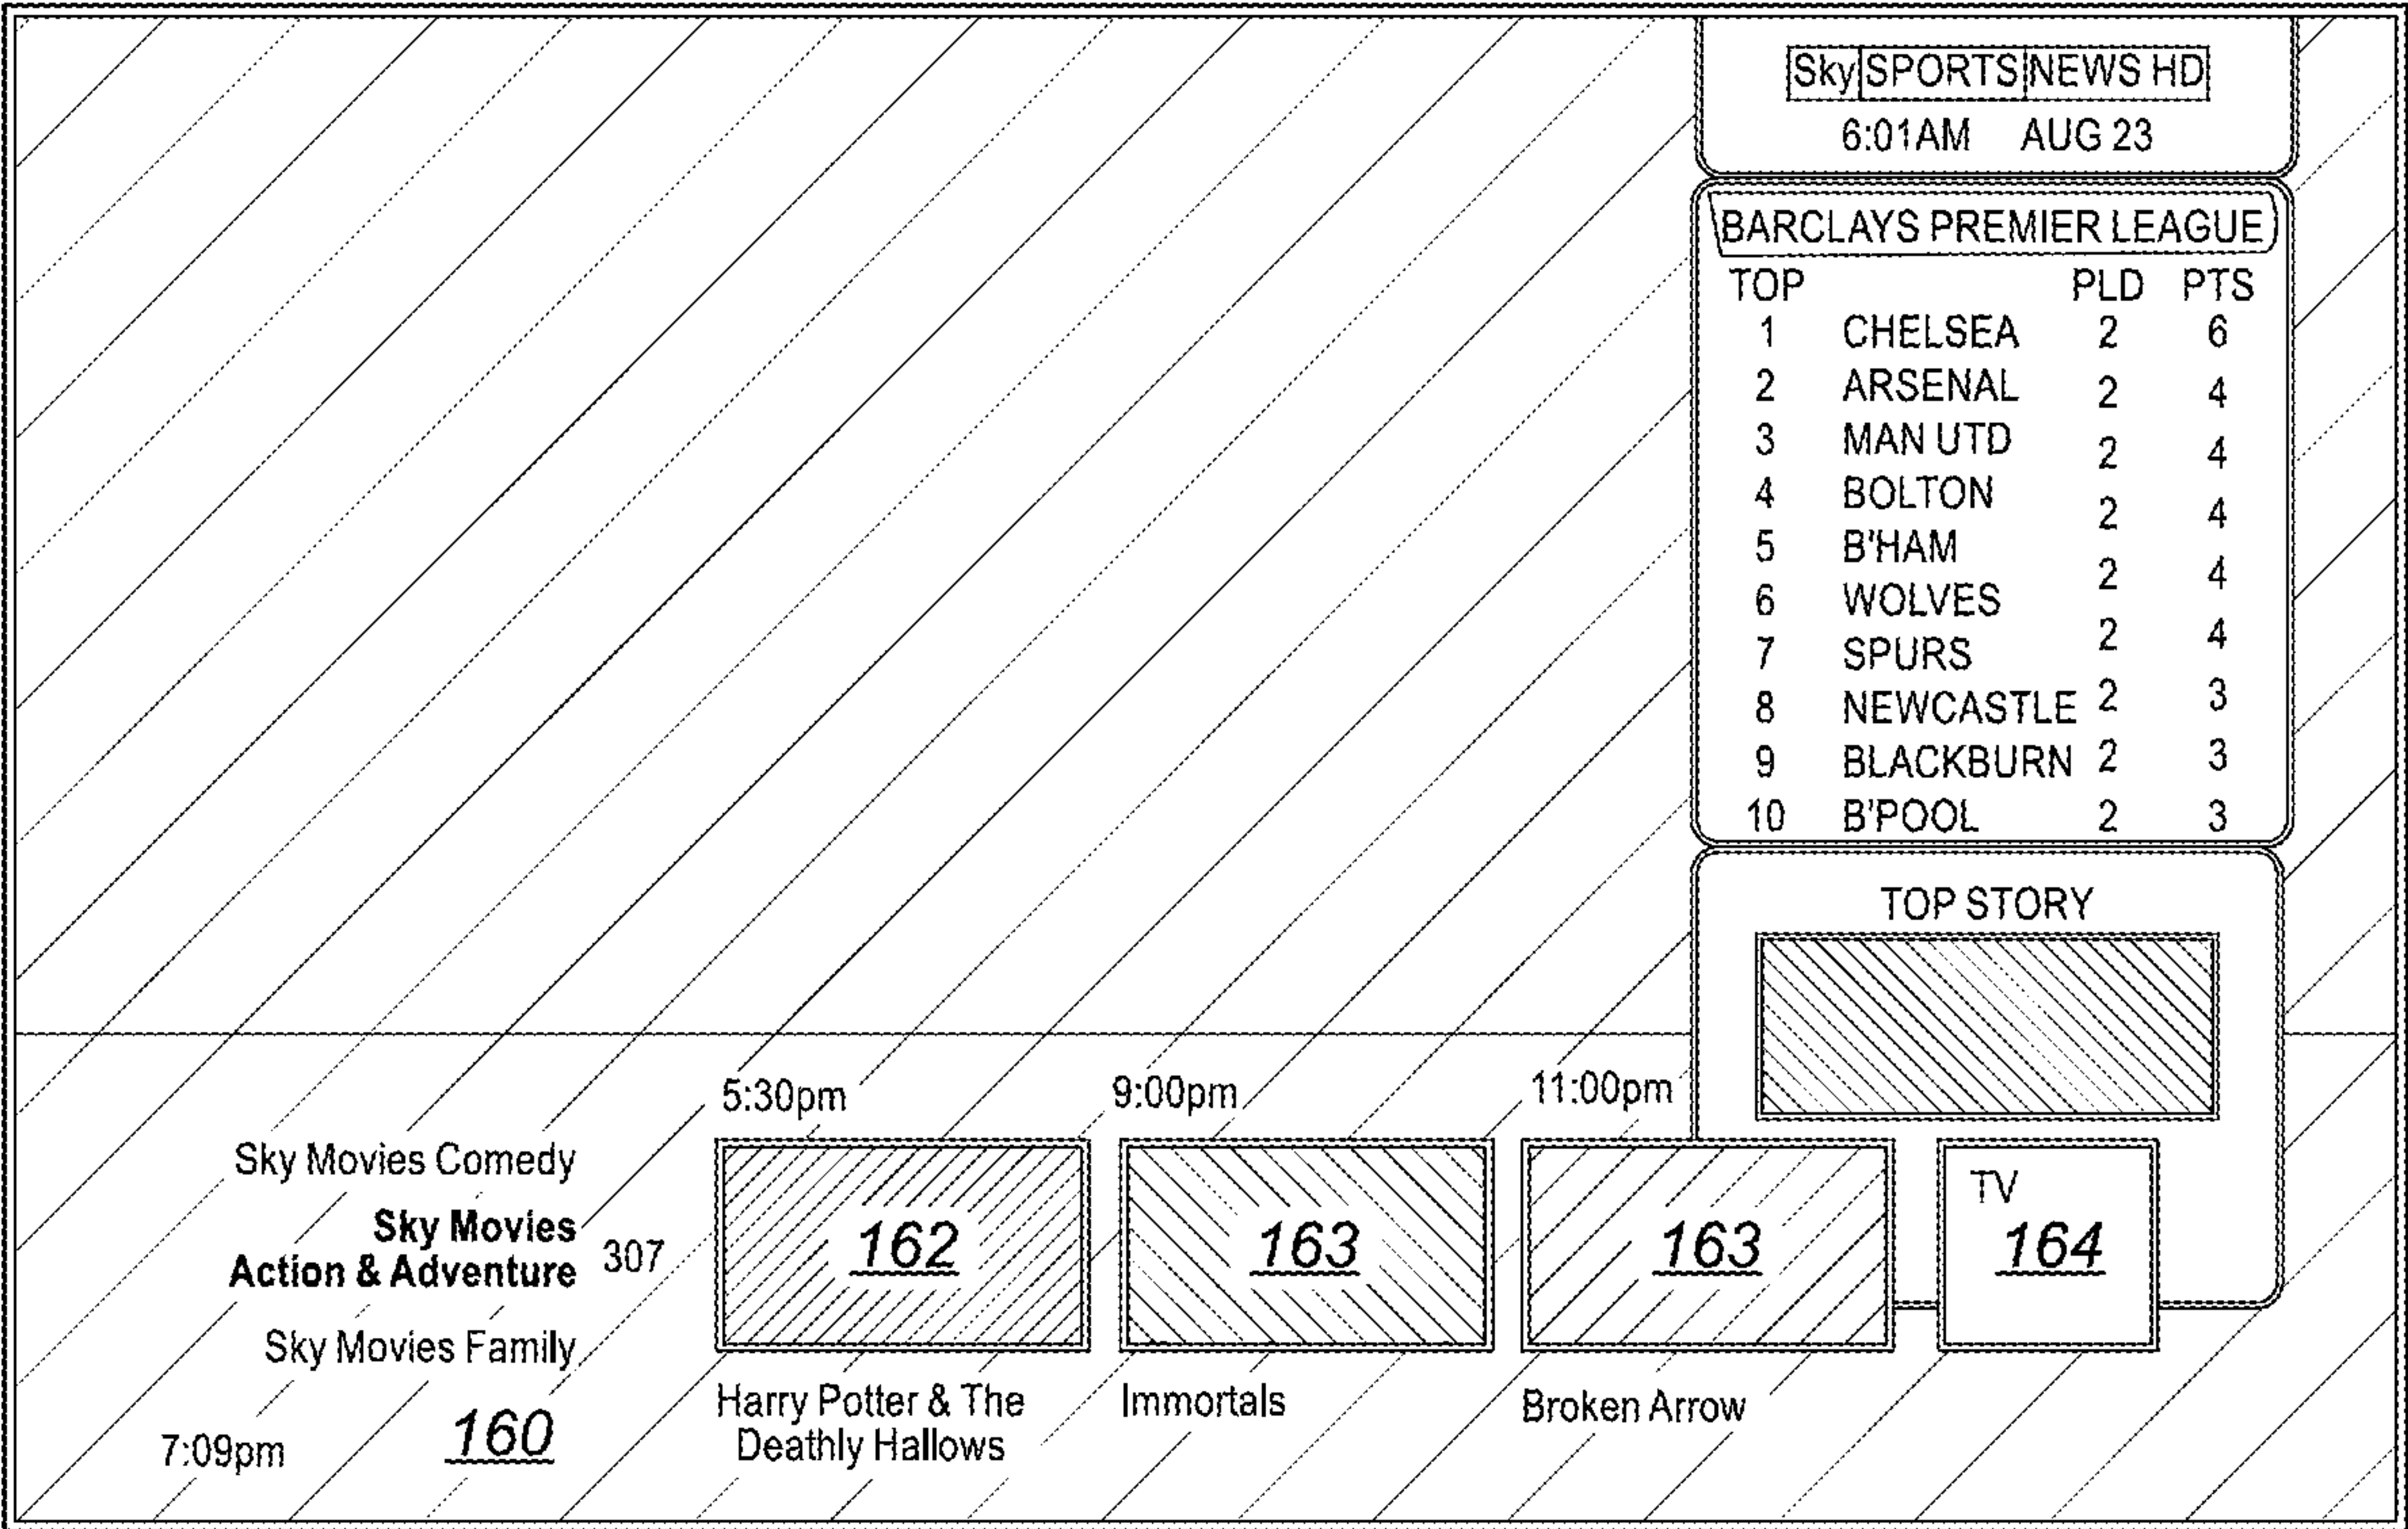 Sky SPORTS NEWS HD
6:01AM AUG 23
BARCLAYS PREMIER LEAGUE
TOP PLD PTS
1 CHELSEA 2 6
2 ARSENAL 2 4
3 MAN UTD 2 4
4 BOLTON 2 4
5 B'HAM 2 4
6 WOLVES 2 4
7 SPURS 2 3
8 NEWCASTLE 2 3
9 BLACKBURN 2 3
10 B'POOL
TOP STORY
5:30pm 9:00pm 11:00pm
Sky Movies Comedy
Sky Movies
Action & Adventure 307
Sky Movies Family
162 163 163 TV
164
Harry Potter & The
Deathly Hallows
Immortals
Broken Arrow
7:09pm 160